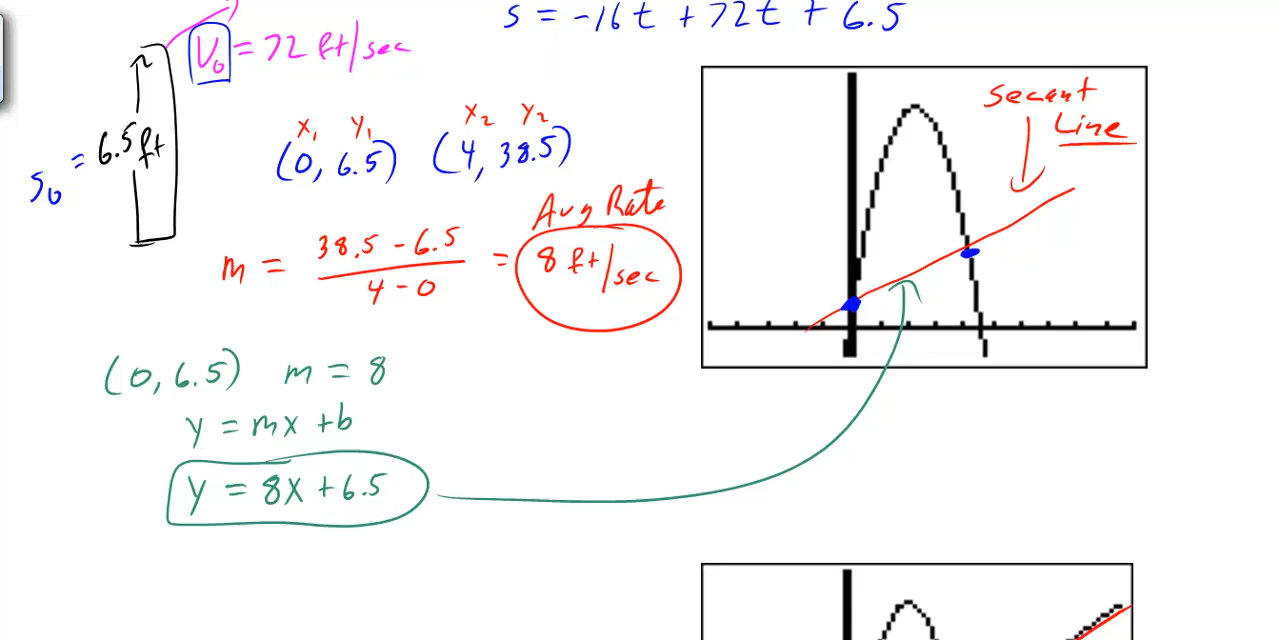 s = -16t + 72t + 6.5
V₀ = 72 ft/sec
S₀ = 6.5 ft
x₁ y₁ x₂ y₂
(0, 6.5) (4, 38.5)
Avg Rate
m = (38.5 - 6.5)/(4 - 0) = 8 ft/sec
secant
Line
(0, 6.5) m = 8
y = mx + b
y = 8x + 6.5